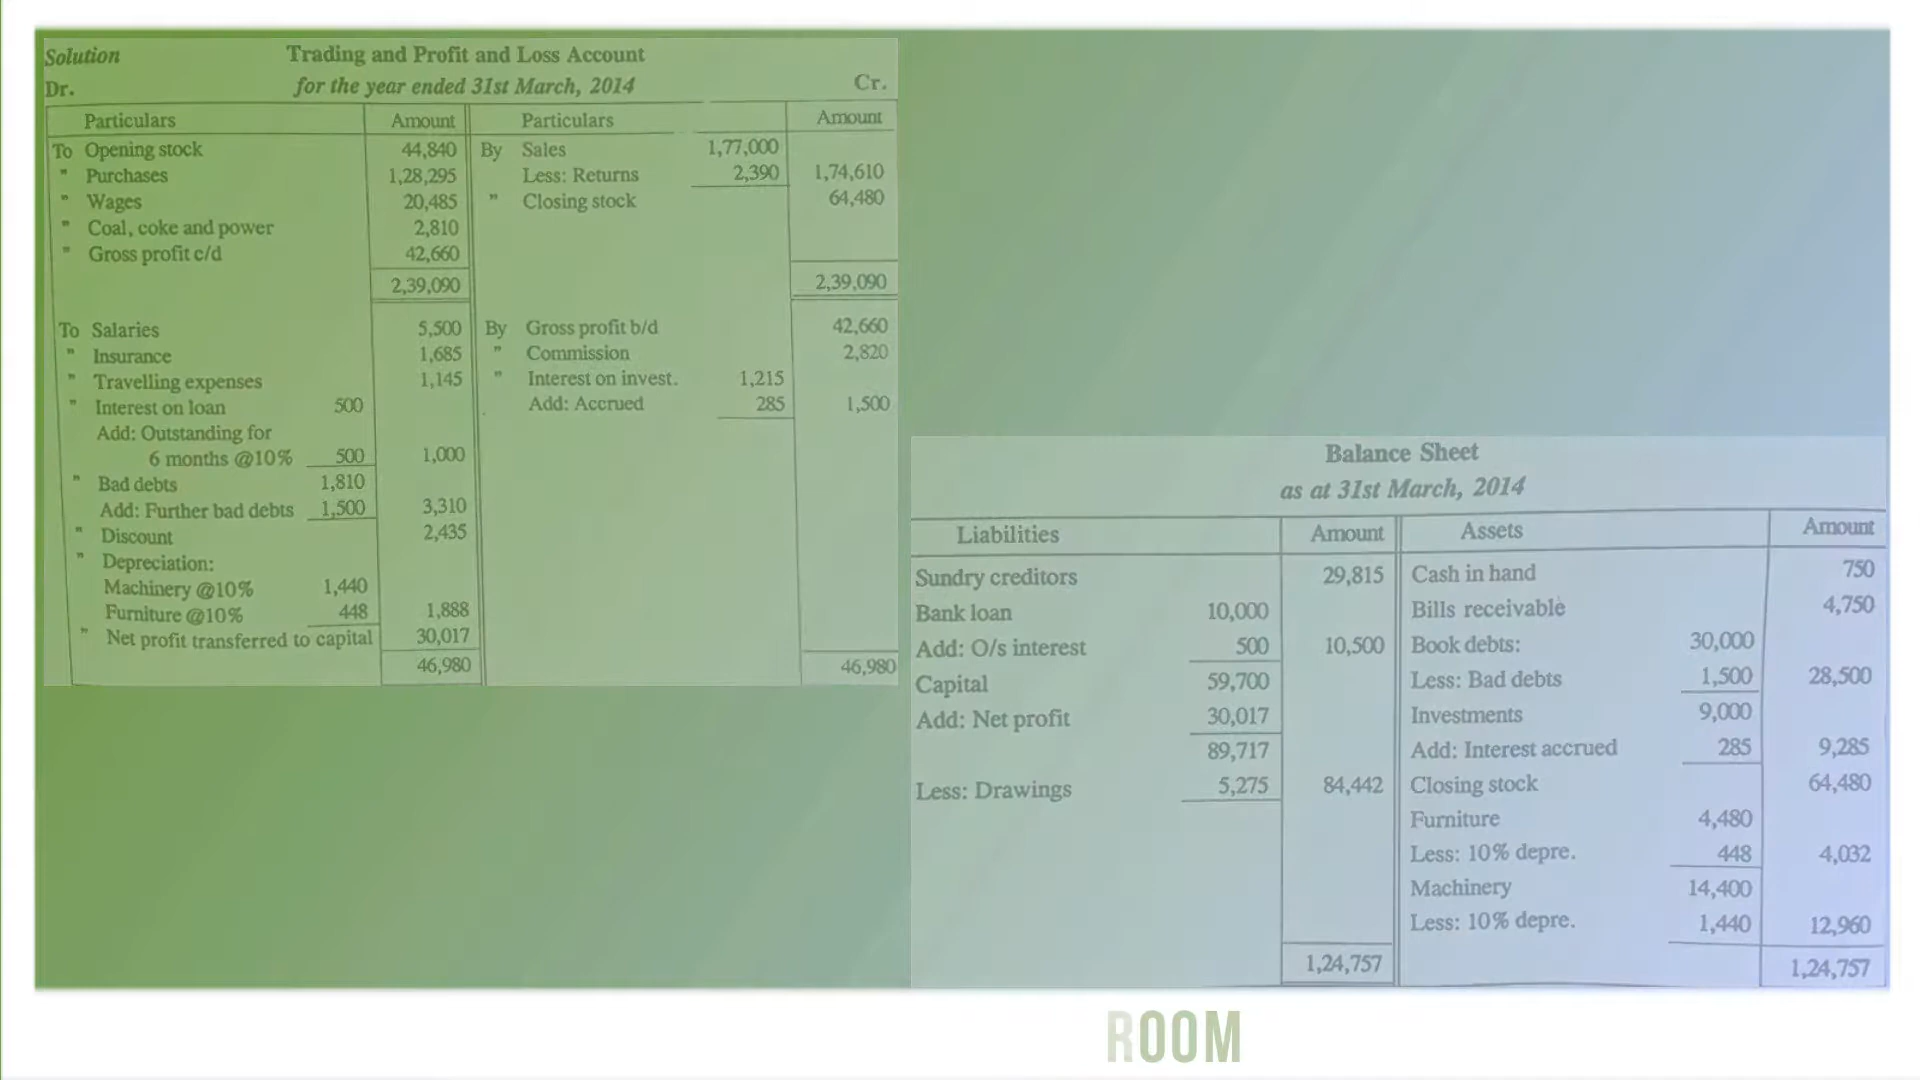 Solution Trading and Profit and Loss Account
Dr. for the year ended 31st March, 2014 Cr.
Particulars Amount Particulars Amount
To Opening stock 44,840 By Sales 1,77,000
" Purchases 1,28,295 Less: Returns 2,390 1,74,610
" Wages 20,485 " Closing stock 64,480
" Coal, coke and power 2,810
" Gross profit c/d 42,660
2,39,090 2,39,090
To Salaries 5,500 By Gross profit b/d 42,660
" Insurance 1,685 " Commission 2,820
" Travelling expenses 1,145 " Interest on invest. 1,215
" Interest on loan 500 Add: Accrued 285 1,500
Add: Outstanding for
6 months @10% 500 1,000
" Bad debts 1,810
Add: Further bad debts 1,500 3,310
" Discount 2,435
" Depreciation:
Machinery @10% 1,440
Furniture @10% 448 1,888
" Net profit transferred to capital 30,017
46,980 46,980
Balance Sheet
as at 31st March, 2014
Liabilities Amount Assets Amount
Sundry creditors 29,815 Cash in hand 750
Bank loan 10,000 Bills receivable 4,750
Add: O/s interest 500 10,500 Book debts: 30,000
Capital 59,700 Less: Bad debts 1,500 28,500
Add: Net profit 30,017 Investments 9,000
89,717 Add: Interest accrued 285 9,285
Less: Drawings 5,275 84,442 Closing stock 64,480
Furniture 4,480
Less: 10% depre. 448 4,032
Machinery 14,400
Less: 10% depre. 1,440 12,960
1,24,757 1,24,757
ROOM